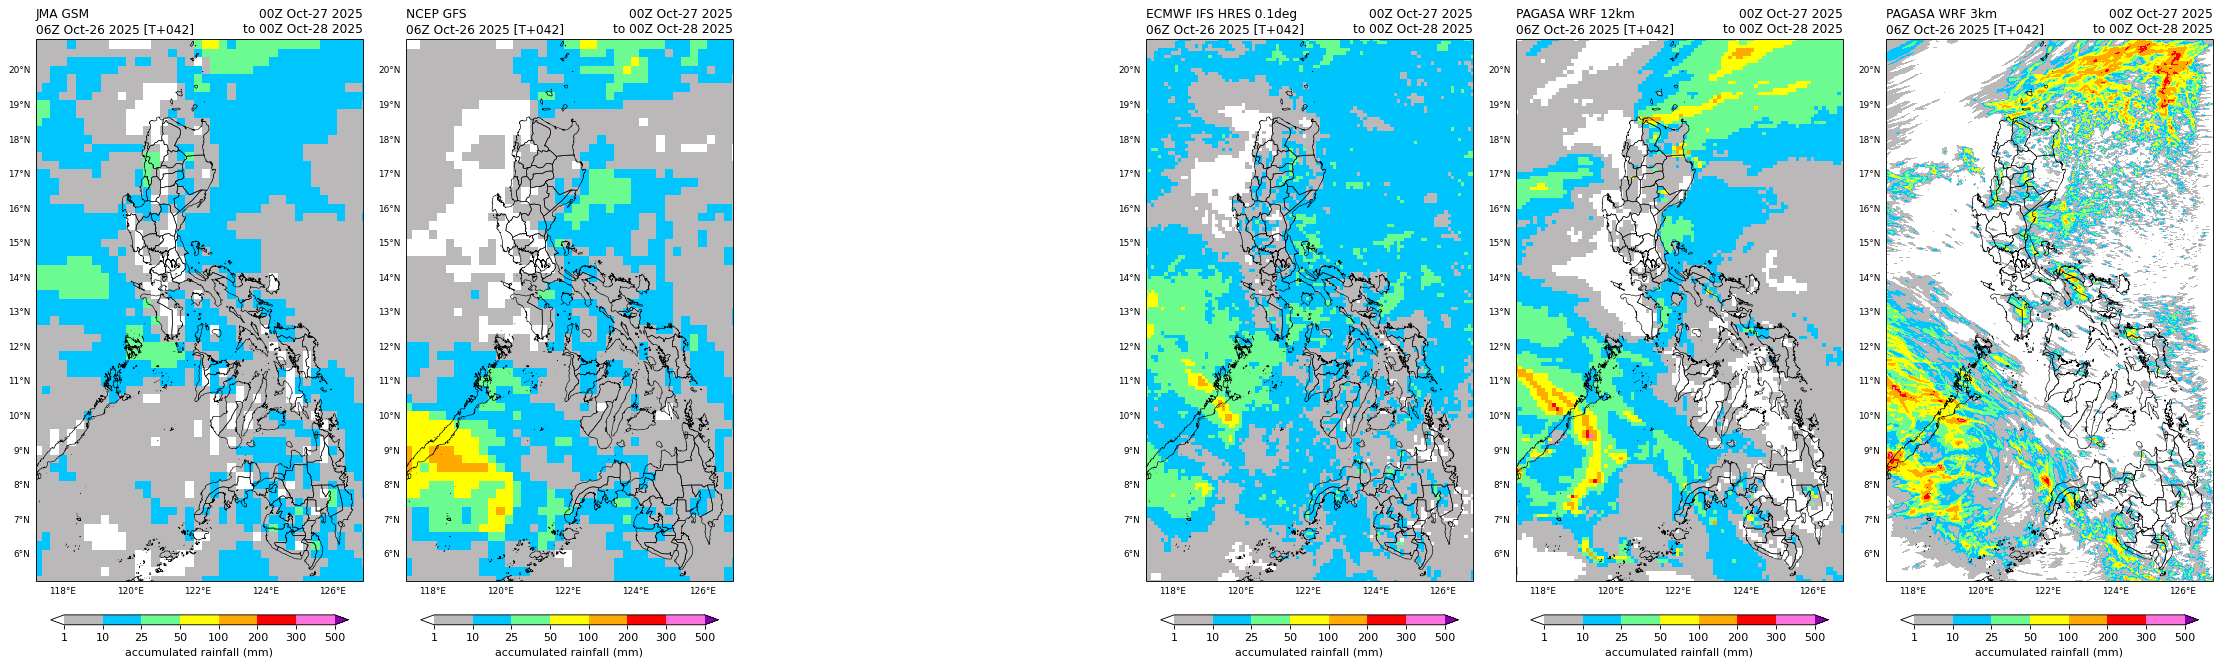 JMA GSM 00Z Oct-27 2025
06Z Oct-26 2025 [T+042] to 00Z Oct-28 2025
20°N
19°N
18°N
17°N
16°N
15°N
14°N
13°N
12°N
11°N
10°N
9°N
8°N
7°N
6°N
118°E 120°E 122°E 124°E 126°E
1 10 25 50 100 200 300 500
accumulated rainfall (mm)
NCEP GFS 00Z Oct-27 2025
06Z Oct-26 2025 [T+042] to 00Z Oct-28 2025
20°N
19°N
18°N
17°N
16°N
15°N
14°N
13°N
12°N
11°N
10°N
9°N
8°N
7°N
6°N
118°E 120°E 122°E 124°E 126°E
1 10 25 50 100 200 300 500
accumulated rainfall (mm)
ECMWF IFS HRES 0.1deg 00Z Oct-27 2025
06Z Oct-26 2025 [T+042] to 00Z Oct-28 2025
20°N
19°N
18°N
17°N
16°N
15°N
14°N
13°N
12°N
11°N
10°N
9°N
8°N
7°N
6°N
118°E 120°E 122°E 124°E 126°E
1 10 25 50 100 200 300 500
accumulated rainfall (mm)
PAGASA WRF 12km 00Z Oct-27 2025
06Z Oct-26 2025 [T+042] to 00Z Oct-28 2025
20°N
19°N
18°N
17°N
16°N
15°N
14°N
13°N
12°N
11°N
10°N
9°N
8°N
7°N
6°N
118°E 120°E 122°E 124°E 126°E
1 10 25 50 100 200 300 500
accumulated rainfall (mm)
PAGASA WRF 3km 00Z Oct-27 2025
06Z Oct-26 2025 [T+042] to 00Z Oct-28 2025
20°N
19°N
18°N
17°N
16°N
15°N
14°N
13°N
12°N
11°N
10°N
9°N
8°N
7°N
6°N
118°E 120°E 122°E 124°E 126°E
1 10 25 50 100 200 300 500
accumulated rainfall (mm)